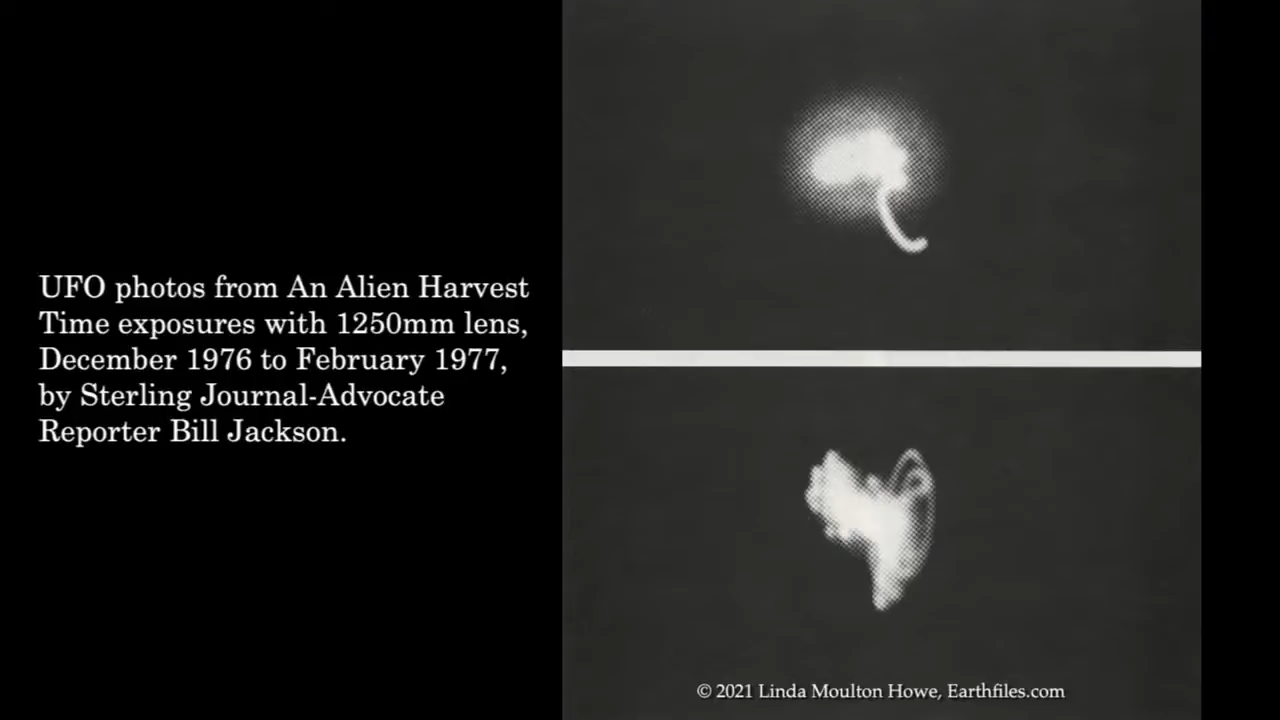 UFO photos from An Alien Harvest
Time exposures with 1250mm lens,
December 1976 to February 1977,
by Sterling Journal-Advocate
Reporter Bill Jackson.
© 2021 Linda Moulton Howe, Earthfiles.com